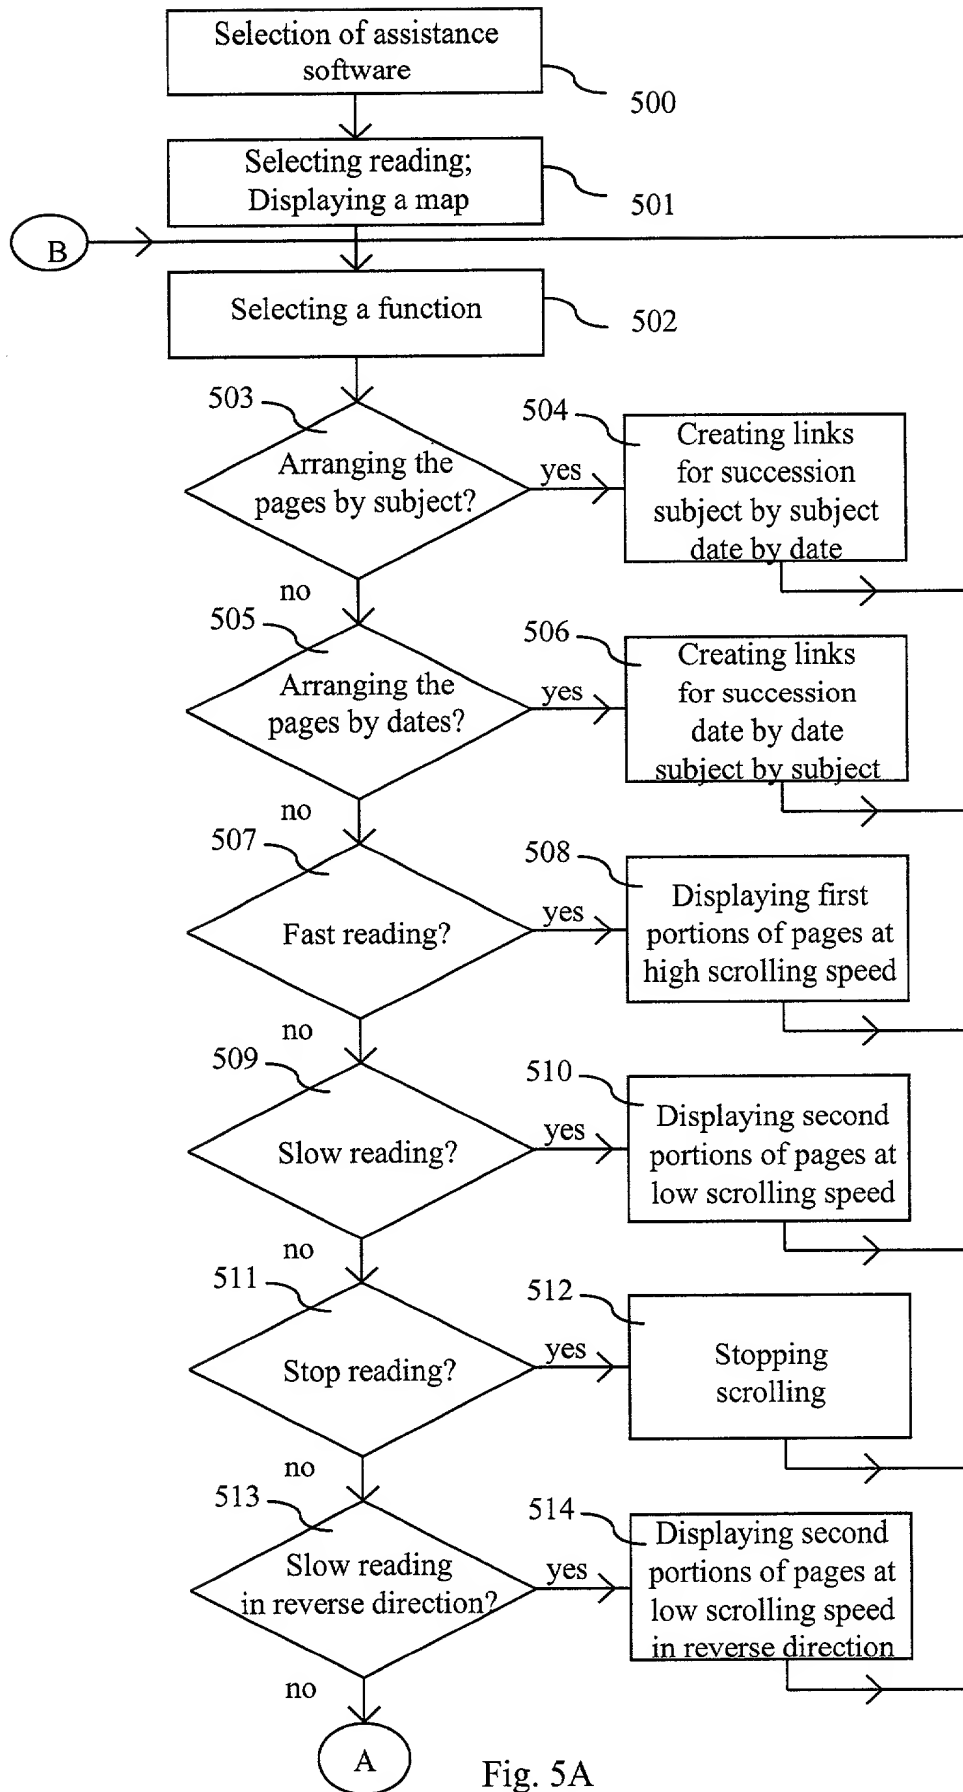 Selection of assistance
software
500
Selecting reading;
Displaying a map
501
B
Selecting a function
502
503
Arranging the
pages by subject?
yes
504
Creating links
for succession
subject by subject
date by date
no
505
Arranging the
pages by dates?
yes
506
Creating links
for succession
date by date
subject by subject
no
507
Fast reading?
yes
508
Displaying first
portions of pages at
high scrolling speed
no
509
Slow reading?
yes
510
Displaying second
portions of pages at
low scrolling speed
no
511
Stop reading?
yes
512
Stopping
scrolling
no
513
Slow reading
in reverse direction?
yes
514
Displaying second
portions of pages at
low scrolling speed
in reverse direction
no
A
Fig. 5A